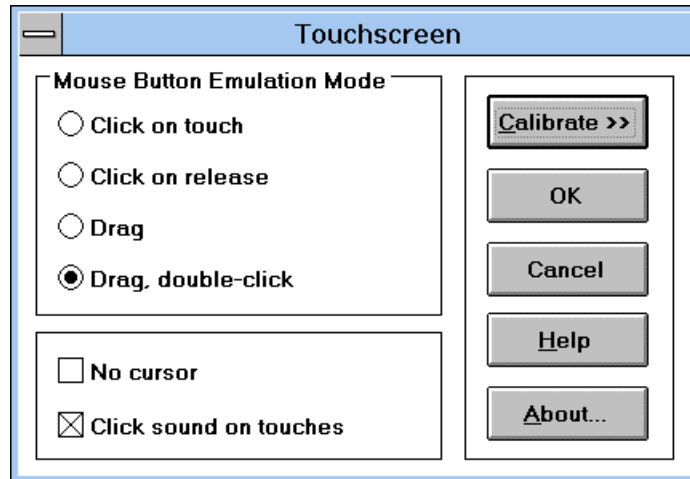 Touchscreen
Mouse Button Emulation Mode
Click on touch
Click on release
Drag
Drag, double-click
No cursor
Click sound on touches
Calibrate >>
OK
Cancel
Help
About...